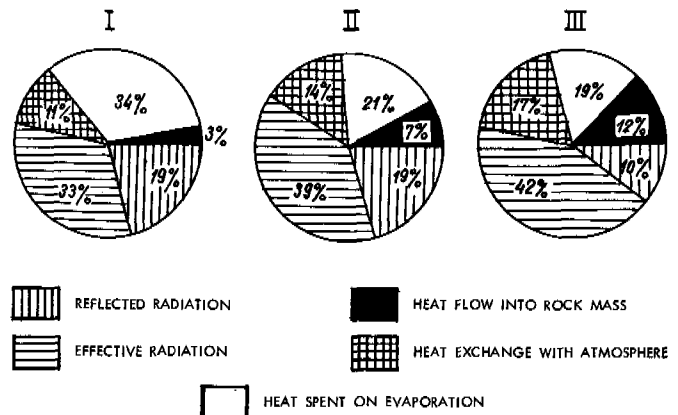 I II III
34% 3% 19% 33% 11%
21% 7% 19% 39% 14%
19% 12% 10% 42% 17%
REFLECTED RADIATION
HEAT FLOW INTO ROCK MASS
EFFECTIVE RADIATION
HEAT EXCHANGE WITH ATMOSPHERE
HEAT SPENT ON EVAPORATION